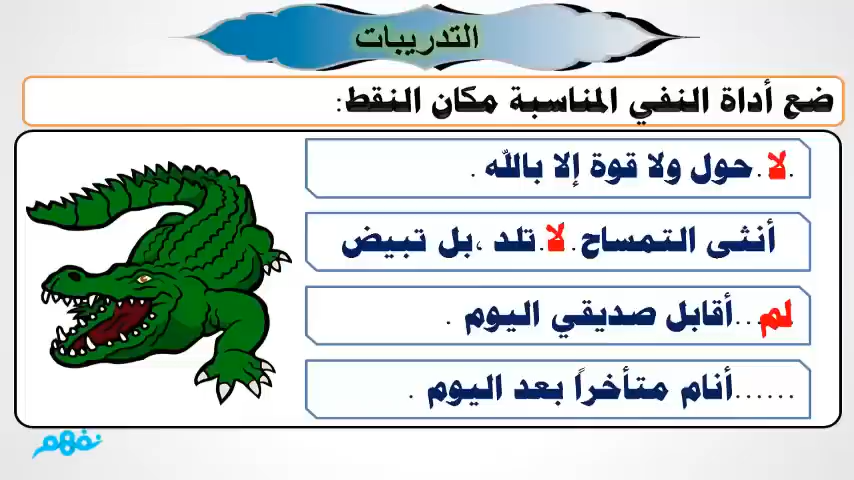 التدريبات
ضع أداة النفي المناسبة مكان النقط:
.لا.حول ولا قوة إلا بالله .
أنثى التمساح.لا.تلد ،بل تبيض
لم...أقابل صديقي اليوم .
......أنام متأخراً بعد اليوم .
نفهم